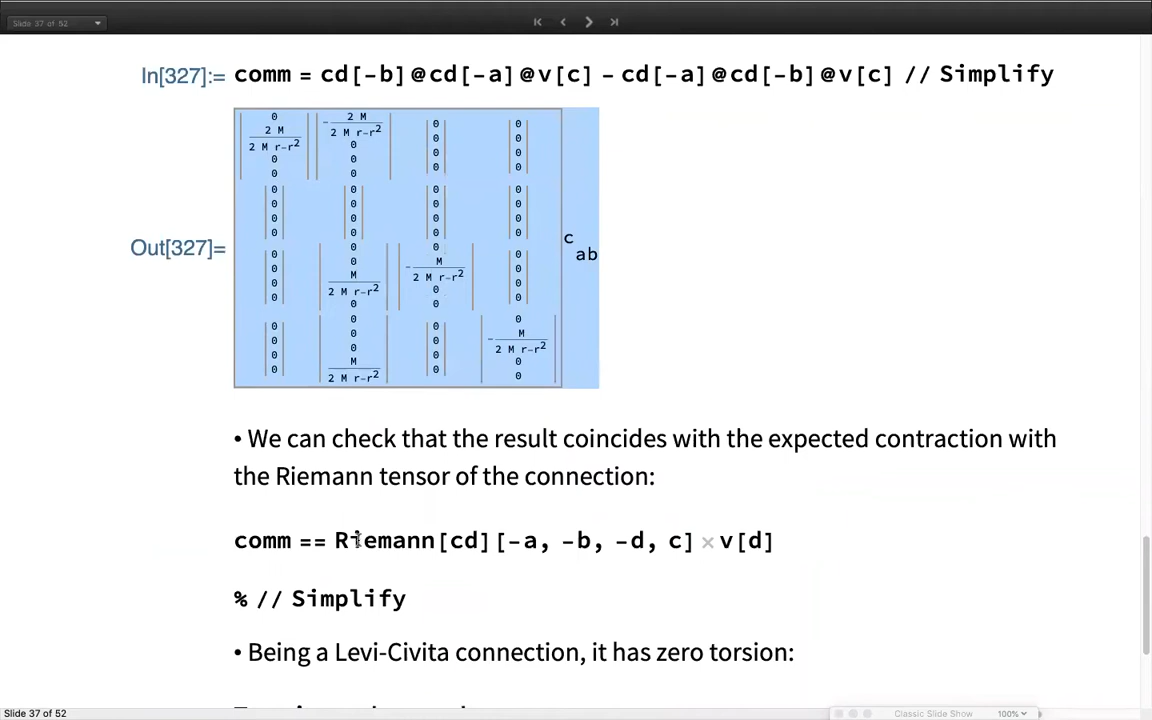 Slide 37 of 52
In[327]:= comm = cd[-b]@cd[-a]@v[c] - cd[-a]@cd[-b]@v[c] // Simplify
0 - 2 M / 2 M r-r² 0 0
2 M / 2 M r-r² 0 0 0
0 0 0 0
0 0 0 0
0 0 0 0
0 0 0 0
0 0 0 0
0 0 0 0
0 0 0 0
0 0 - M / 2 M r-r² 0
0 M / 2 M r-r² 0 0
0 0 0 0
0 0 0 0
0 0 0 - M / 2 M r-r²
0 0 0 0
0 M / 2 M r-r² 0 0
Out[327]=
c
ab
• We can check that the result coincides with the expected contraction with
the Riemann tensor of the connection:
comm == Riemann[cd][-a, -b, -d, c] × v[d]
% // Simplify
• Being a Levi-Civita connection, it has zero torsion:
Slide 37 of 52
Classic Slide Show 100%